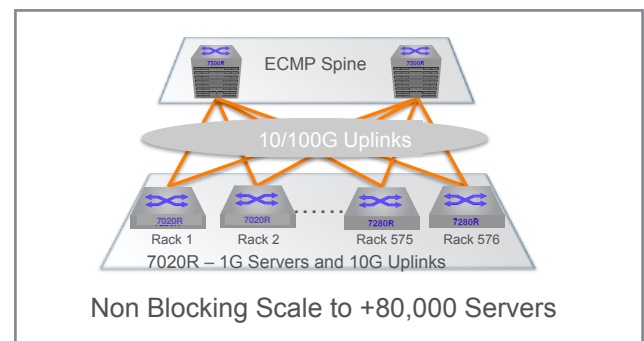 7500R 7500R
ECMP Spine
10/100G Uplinks
7020R 7020R ...... 7280R 7280R
Rack 1 Rack 2 Rack 575 Rack 576
7020R – 1G Servers and 10G Uplinks
Non Blocking Scale to +80,000 Servers